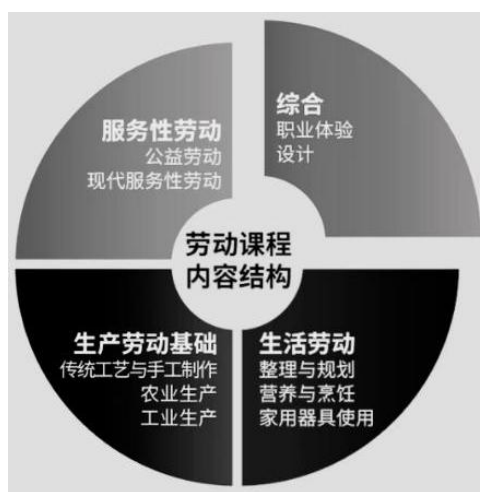 服务性劳动
公益劳动
现代服务性劳动
综合
职业体验
设计
劳动课程
内容结构
生产劳动基础
传统工艺与手工制作
农业生产
工业生产
生活劳动
整理与规划
营养与烹饪
家用器具使用